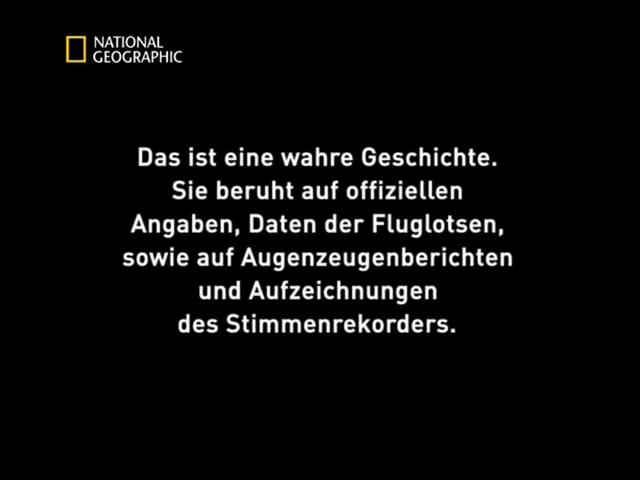 NATIONAL
GEOGRAPHIC
Das ist eine wahre Geschichte.
Sie beruht auf offiziellen
Angaben, Daten der Fluglotsen,
sowie auf Augenzeugenberichten
und Aufzeichnungen
des Stimmenrekorders.